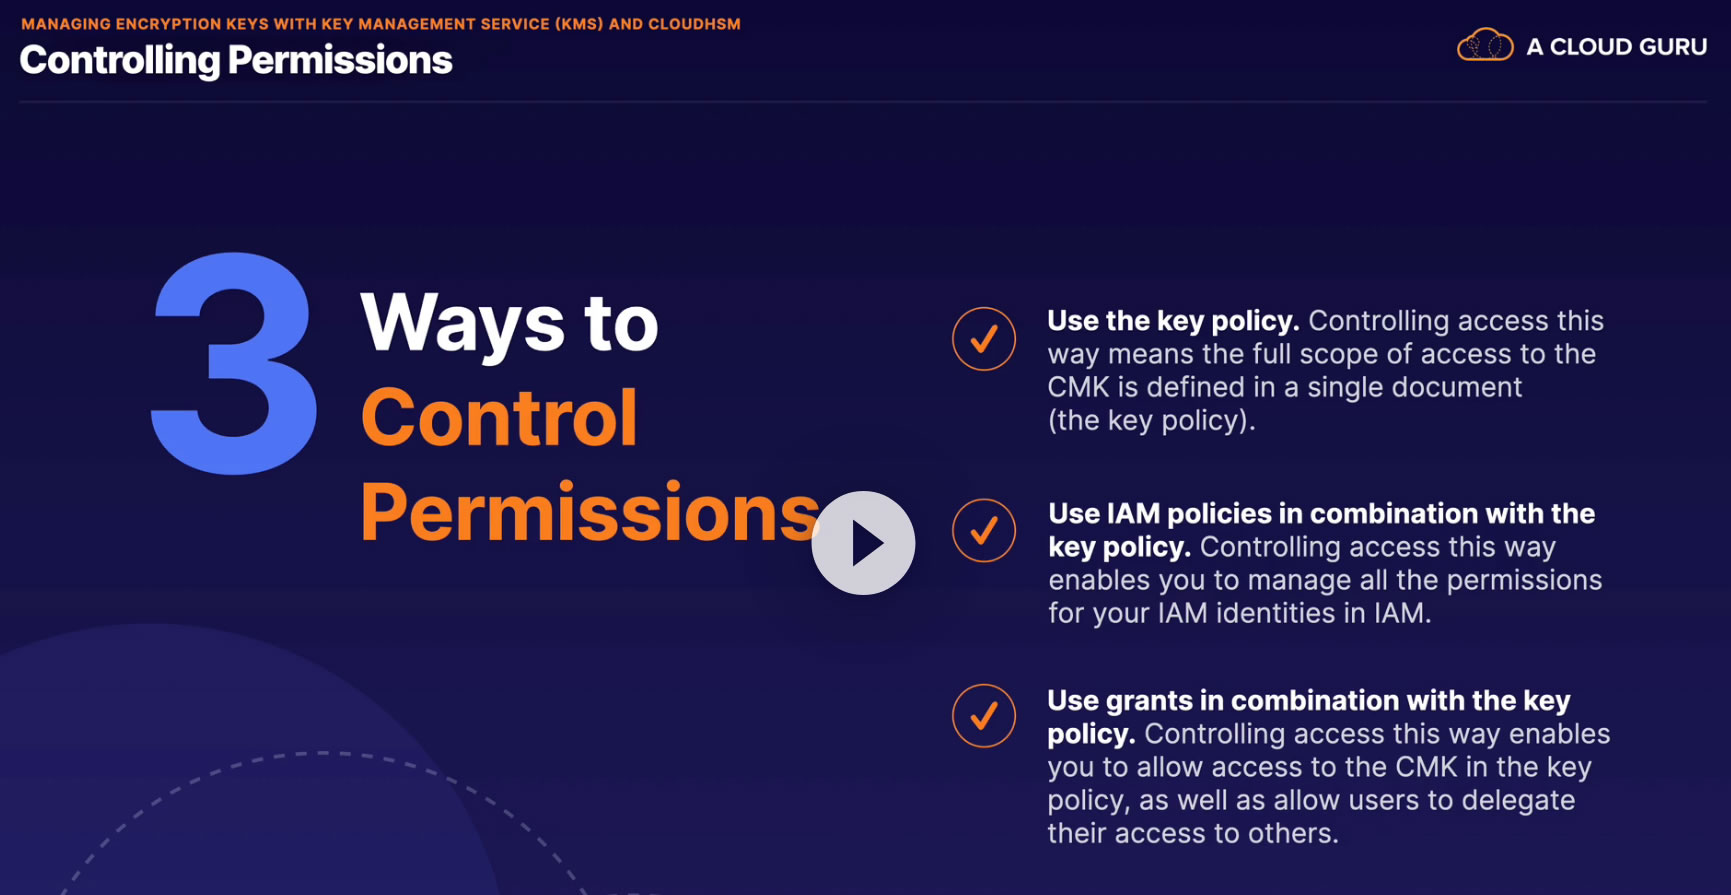 MANAGING ENCRYPTION KEYS WITH KEY MANAGEMENT SERVICE (KMS) AND CLOUDHSM
Controlling Permissions
A CLOUD GURU
3
Ways to
Control
Permissions
Use the key policy. Controlling access this
way means the full scope of access to the
CMK is defined in a single document
(the key policy).
Use IAM policies in combination with the
key policy. Controlling access this way
enables you to manage all the permissions
for your IAM identities in IAM.
Use grants in combination with the key
policy. Controlling access this way enables
you to allow access to the CMK in the key
policy, as well as allow users to delegate
their access to others.